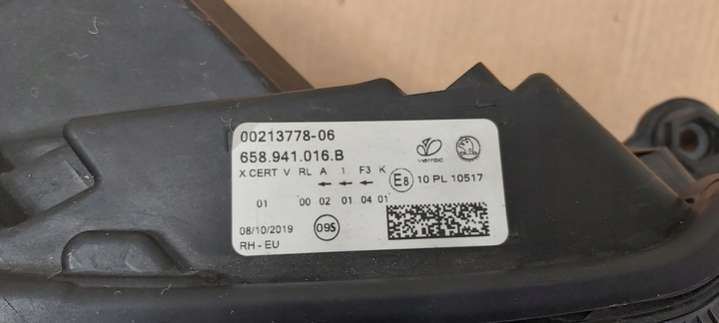 00213778-06
658.941.016.B
X CERT V RL A 1 F3 K
E8 10 PL 10517
01 00 02 01 04 01
08/10/2019
09S
RH - EU